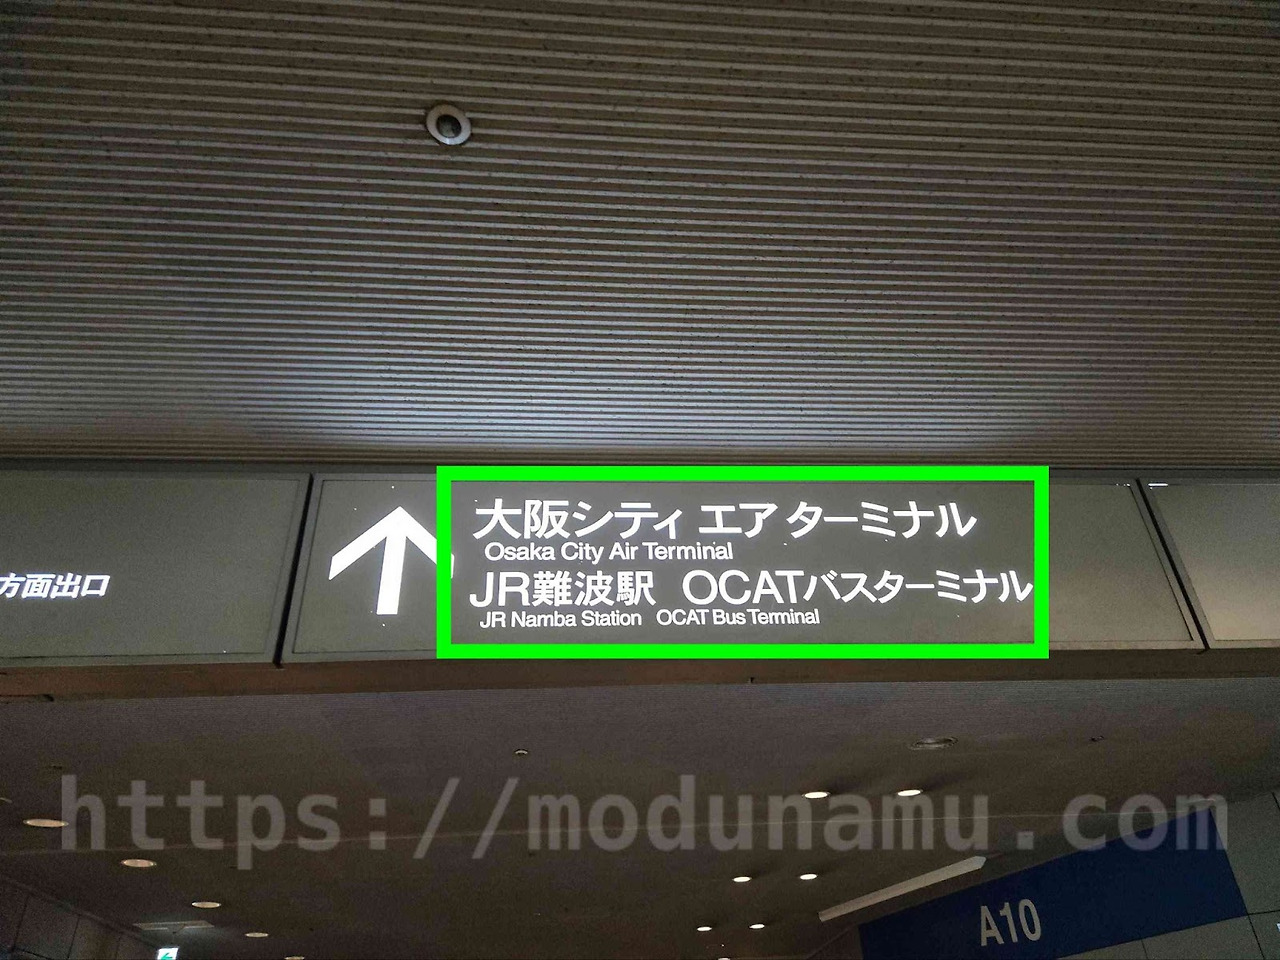 方面出口
大阪シティ エア ターミナル
Osaka City Air Terminal
JR難波駅 OCATバスターミナル
JR Namba Station OCAT Bus Terminal
https://modunamu.com
A10